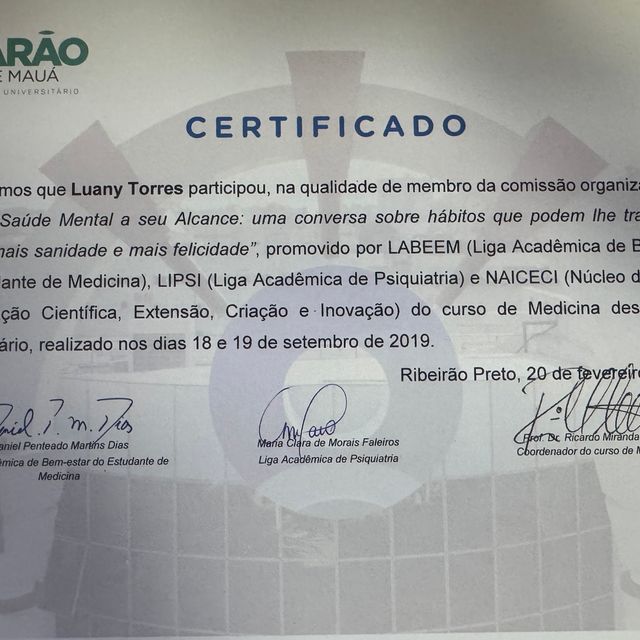 ARÃO
E MAUÁ
UNIVERSITÁRIO
CERTIFICADO
mos que Luany Torres participou, na qualidade de membro da comissão organiza
Saúde Mental a seu Alcance: uma conversa sobre hábitos que podem lhe tra
mais sanidade e mais felicidade”, promovido por LABEEM (Liga Acadêmica de B
ante de Medicina), LIPSI (Liga Acadêmica de Psiquiatria) e NAICECI (Núcleo d
ção Científica, Extensão, Criação e Inovação) do curso de Medicina des
ário, realizado nos dias 18 e 19 de setembro de 2019.
Ribeirão Preto, 20 de fevereiro
aniel Penteado Martins Dias
êmica de Bem-estar do Estudante de
Medicina
Maria Clara de Morais Faleiros
Liga Acadêmica de Psiquiatria
Prof. Dr. Ricardo Miranda
Coordenador do curso de M